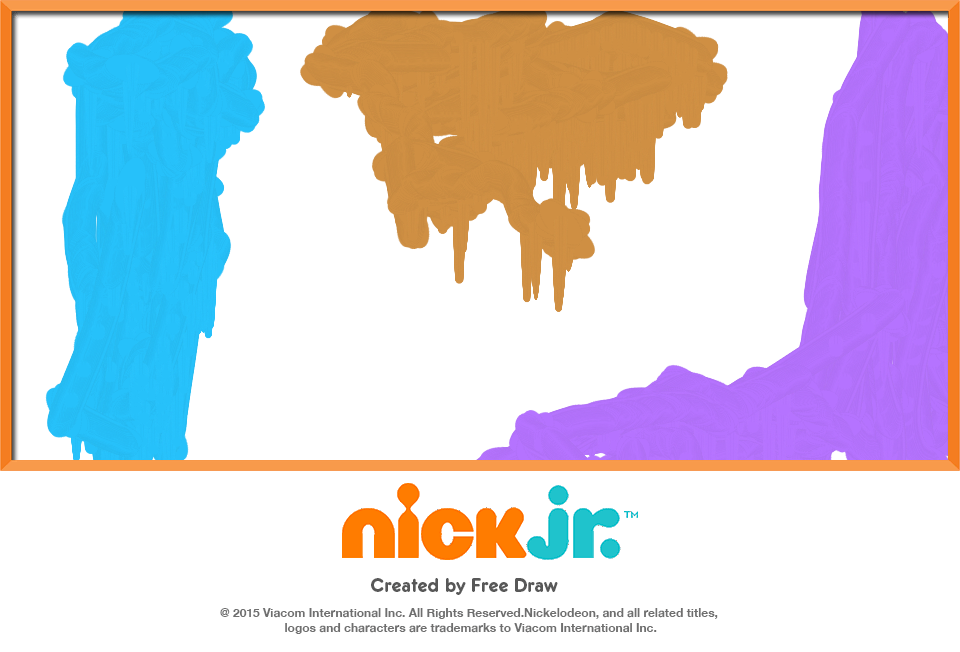 nick jr.™
Created by Free Draw
@ 2015 Viacom International Inc. All Rights Reserved.Nickelodeon, and all related titles,
logos and characters are trademarks to Viacom International Inc.